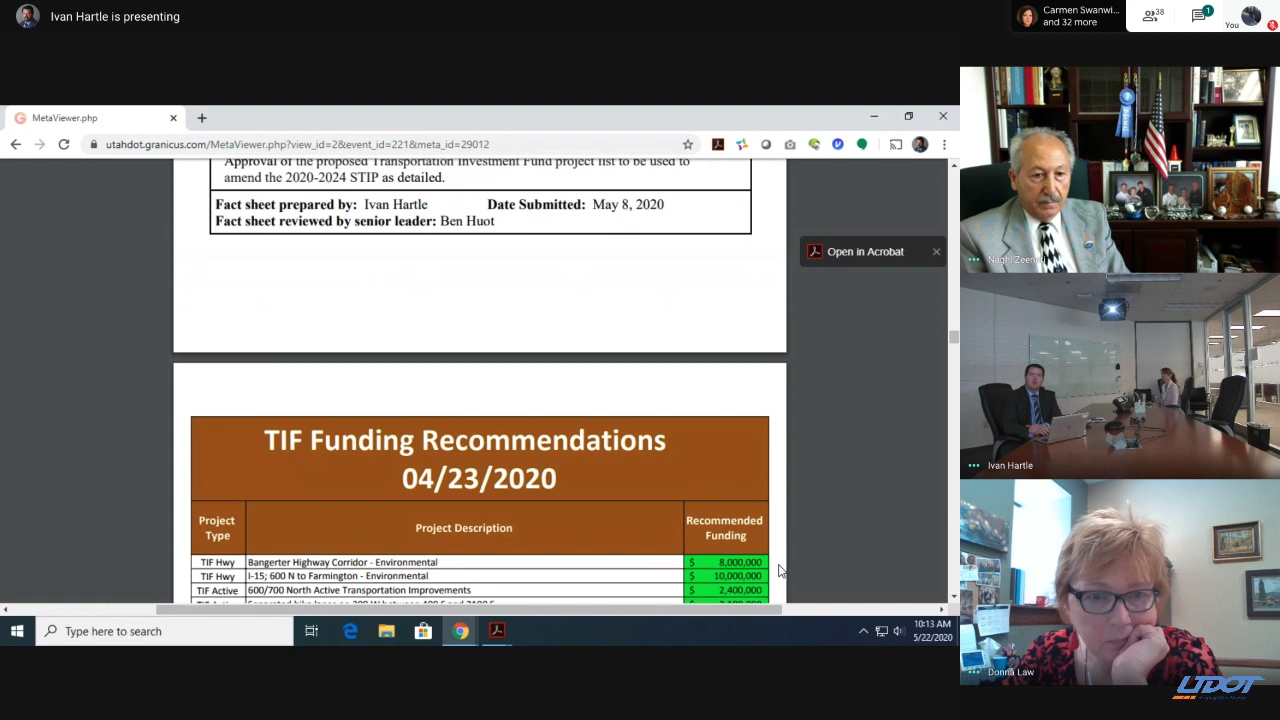 Ivan Hartle is presenting
Carmen Swanwi...
and 32 more
38
1
You
MetaViewer.php
utahdot.granicus.com/MetaViewer.php?view_id=2&event_id=221&meta_id=29012
Approval of the proposed Transportation Investment Fund project list to be used to
amend the 2020-2024 STIP as detailed.
Fact sheet prepared by: Ivan Hartle Date Submitted: May 8, 2020
Fact sheet reviewed by senior leader: Ben Huot
Open in Acrobat
TIF Funding Recommendations
04/23/2020
Project
Type
Project Description
Recommended
Funding
TIF Hwy Bangerter Highway Corridor - Environmental $ 8,000,000
TIF Hwy I-15; 600 N to Farmington - Environmental $ 10,000,000
TIF Active 600/700 North Active Transportation Improvements $ 2,400,000
Type here to search
10:13 AM
5/22/2020
Ivan Hartle
Donna Law
UDOT